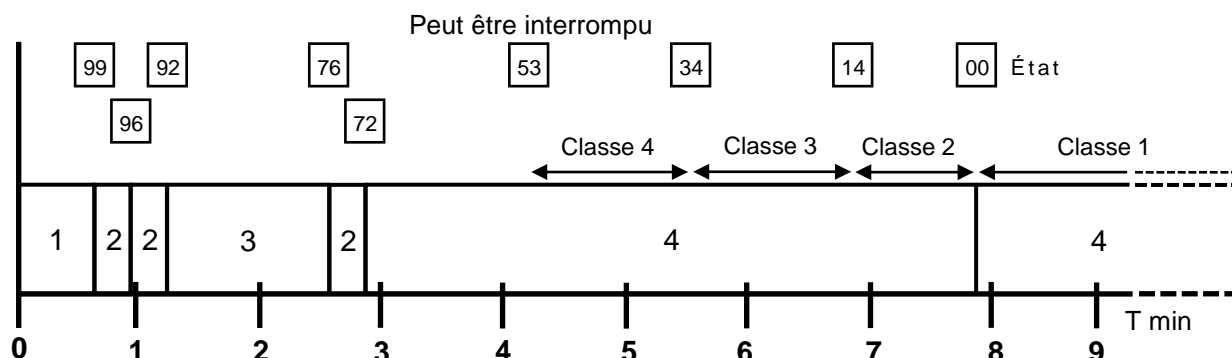 Peut être interrompu
99 92 76 53 34 14 00 État
96 72
Classe 4 Classe 3 Classe 2 Classe 1
1 2 2 3 2 4 4
T min
0 1 2 3 4 5 6 7 8 9